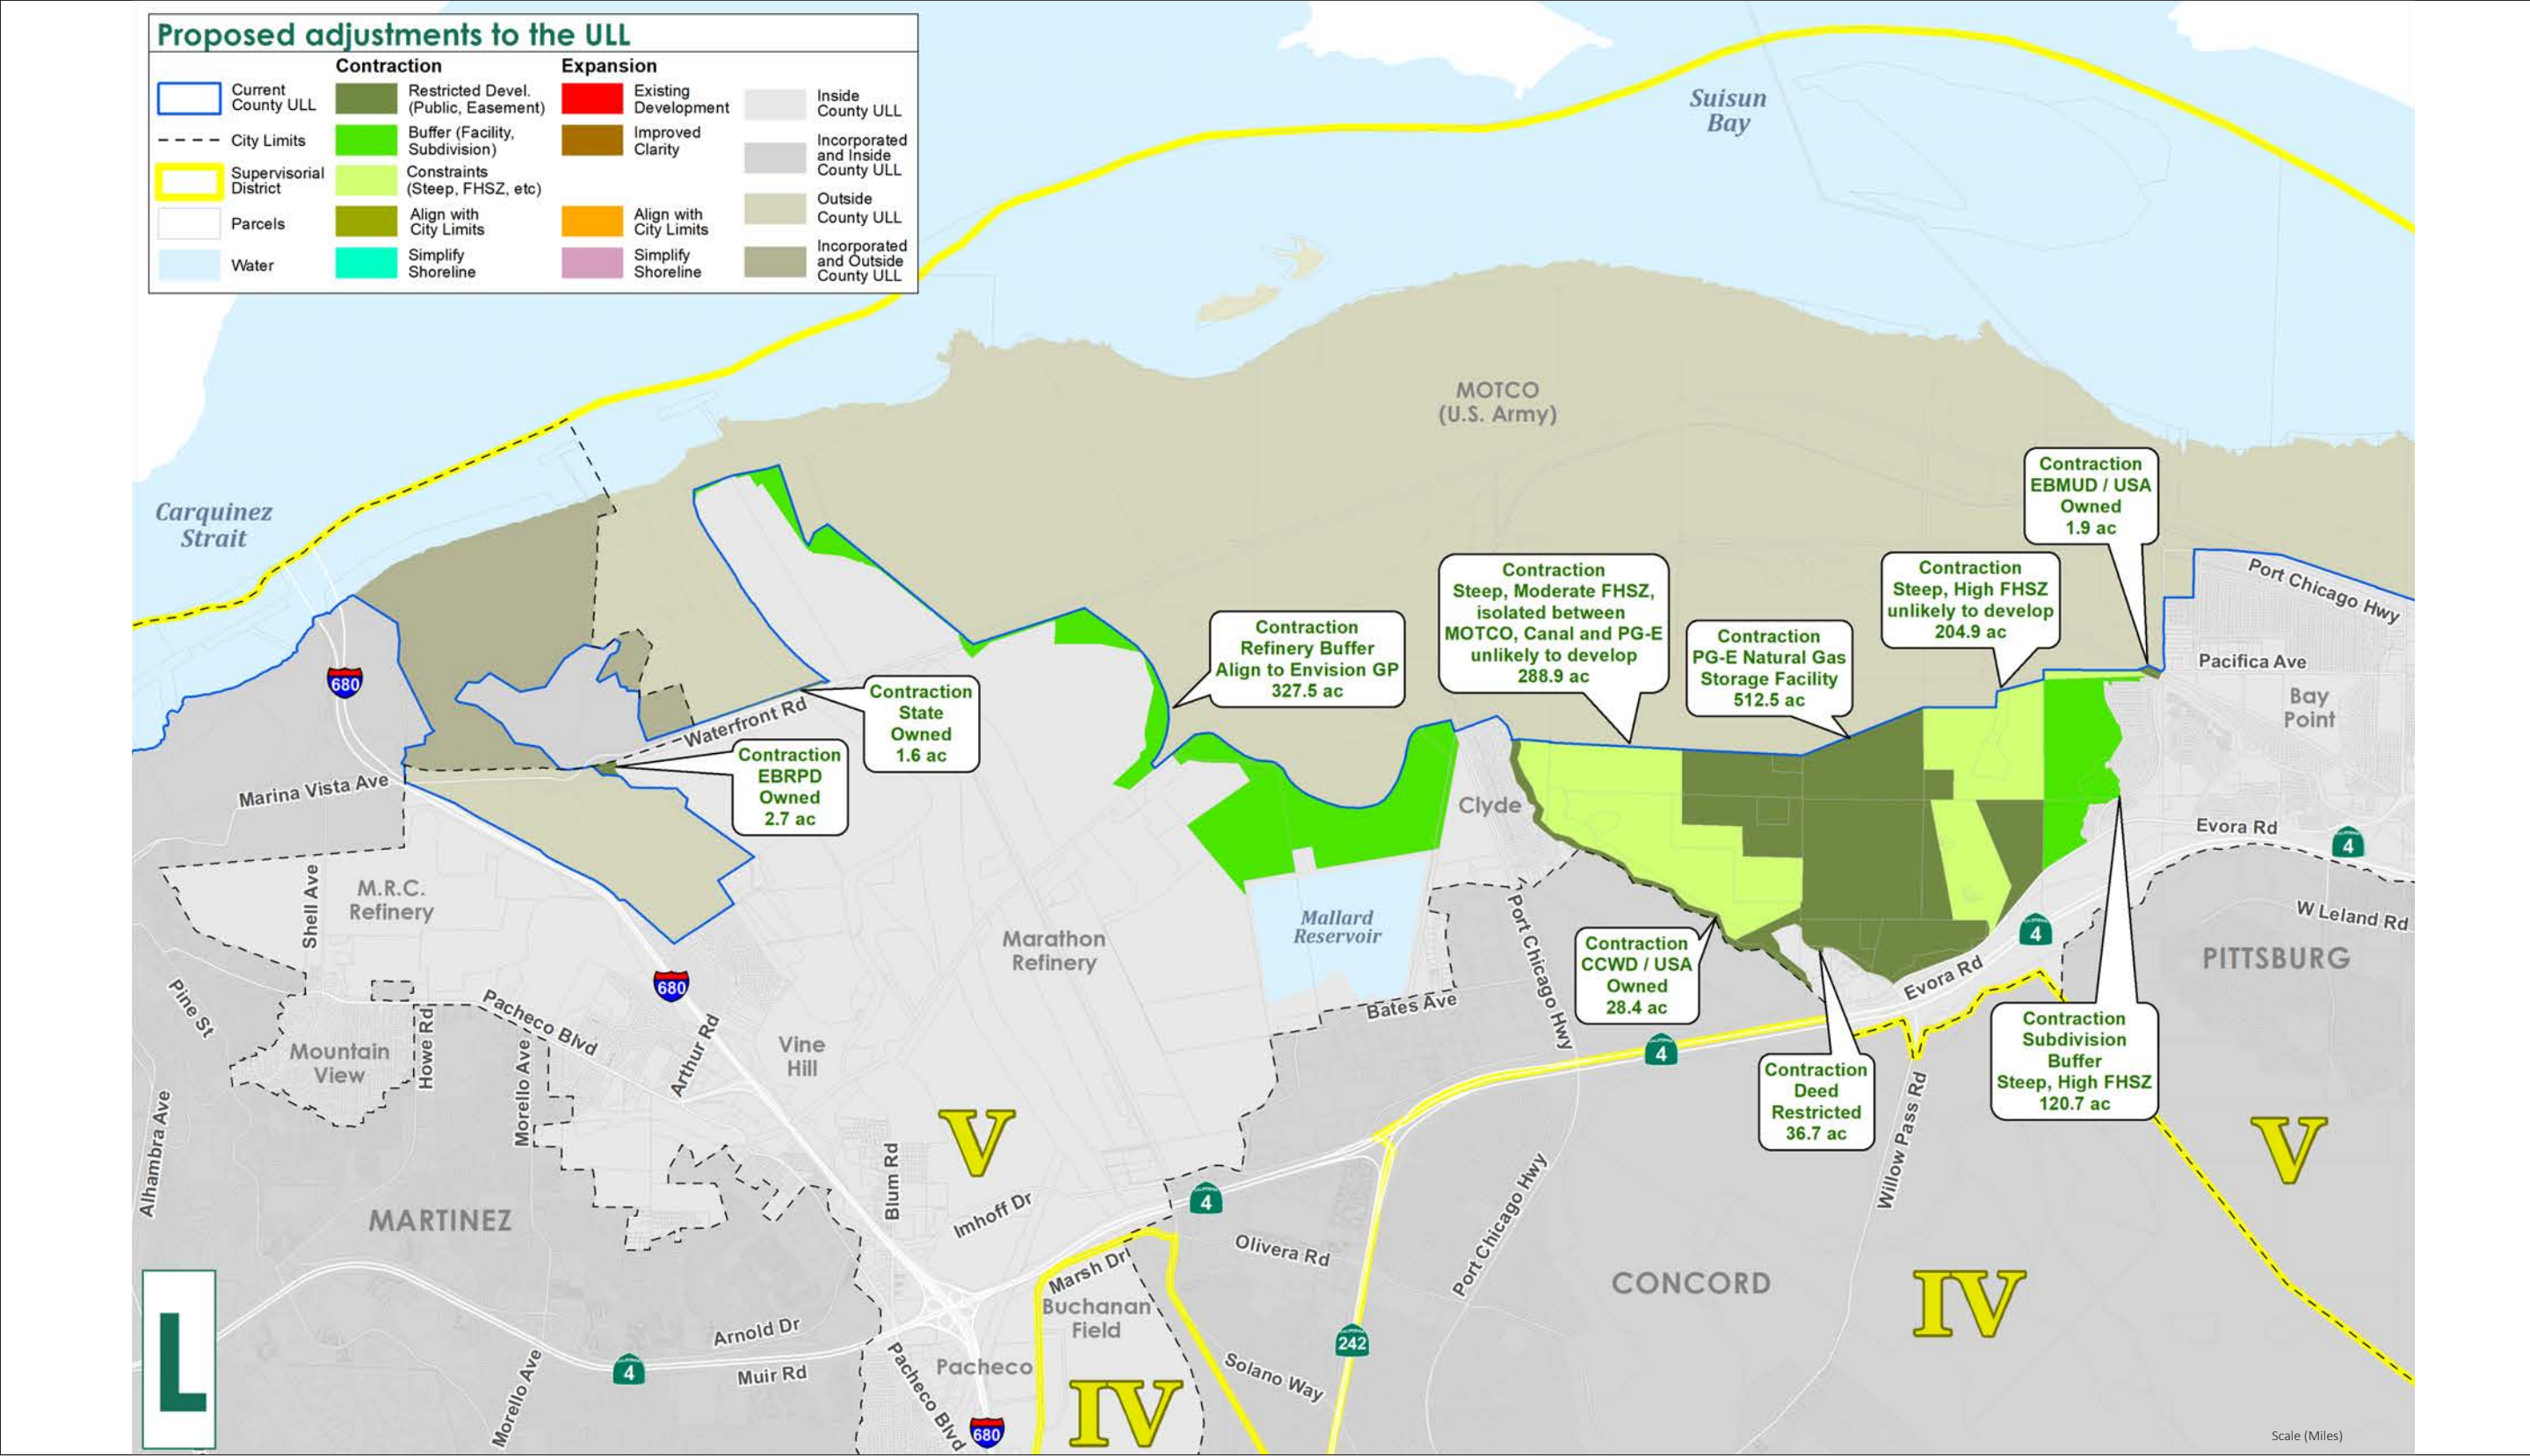 Proposed adjustments to the ULL
Contraction
Expansion
Current
County ULL
City Limits
Supervisorial
District
Parcels
Water
Restricted Devel.
(Public, Easement)
Buffer (Facility,
Subdivision)
Constraints
(Steep, FHSZ, etc)
Align with
City Limits
Simplify
Shoreline
Existing
Development
Improved
Clarity
Align with
City Limits
Simplify
Shoreline
Inside
County ULL
Incorporated
and Inside
County ULL
Outside
County ULL
Incorporated
and Outside
County ULL
Suisun
Bay
MOTCO
(U.S. Army)
Carquinez
Strait
Contraction
EBMUD / USA
Owned
1.9 ac
Contraction
Steep, High FHSZ
unlikely to develop
204.9 ac
Contraction
Steep, Moderate FHSZ,
isolated between
MOTCO, Canal and PG-E
unlikely to develop
288.9 ac
Contraction
PG-E Natural Gas
Storage Facility
512.5 ac
Contraction
Refinery Buffer
Align to Envision GP
327.5 ac
Contraction
State
Owned
1.6 ac
Contraction
EBRPD
Owned
2.7 ac
Port Chicago Hwy
Pacifica Ave
Bay
Point
680
Waterfront Rd
Marina Vista Ave
Clyde
Evora Rd
4
M.R.C.
Refinery
Shell Ave
Mallard
Reservoir
Marathon
Refinery
Port Chicago Hwy
W Leland Rd
4
PITTSBURG
Contraction
CCWD / USA
Owned
28.4 ac
Evora Rd
680
Pine St
Pacheco Blvd
Howe Rd
Bates Ave
Mountain
View
Morello Ave
Arthur Rd
Vine
Hill
4
Contraction
Deed
Restricted
36.7 ac
Contraction
Subdivision
Buffer
Steep, High FHSZ
120.7 ac
Alhambra Ave
V
Willow Pass Rd
V
Blum Rd
Imhoff Dr
4
MARTINEZ
Olivera Rd
Port Chicago Hwy
Marsh Dr
CONCORD
IV
Buchanan
Field
Arnold Dr
242
4
Muir Rd
Morello Ave
Pacheco Blvd
Pacheco
Solano Way
IV
680
L
Scale (Miles)